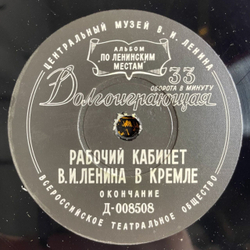 ЦЕНТРАЛЬНЫЙ МУЗЕЙ В. И. ЛЕНИНА
АЛЬБОМ
„ПО ЛЕНИНСКИМ
МЕСТАМ"
33
ОБОРОТА В МИНУТУ
Долгоиграющая
РАБОЧИЙ КАБИНЕТ
В.И.ЛЕНИНА В КРЕМЛЕ
ОКОНЧАНИЕ
Д-008508
ВСЕРОССИЙСКОЕ ТЕАТРАЛЬНОЕ ОБЩЕСТВО